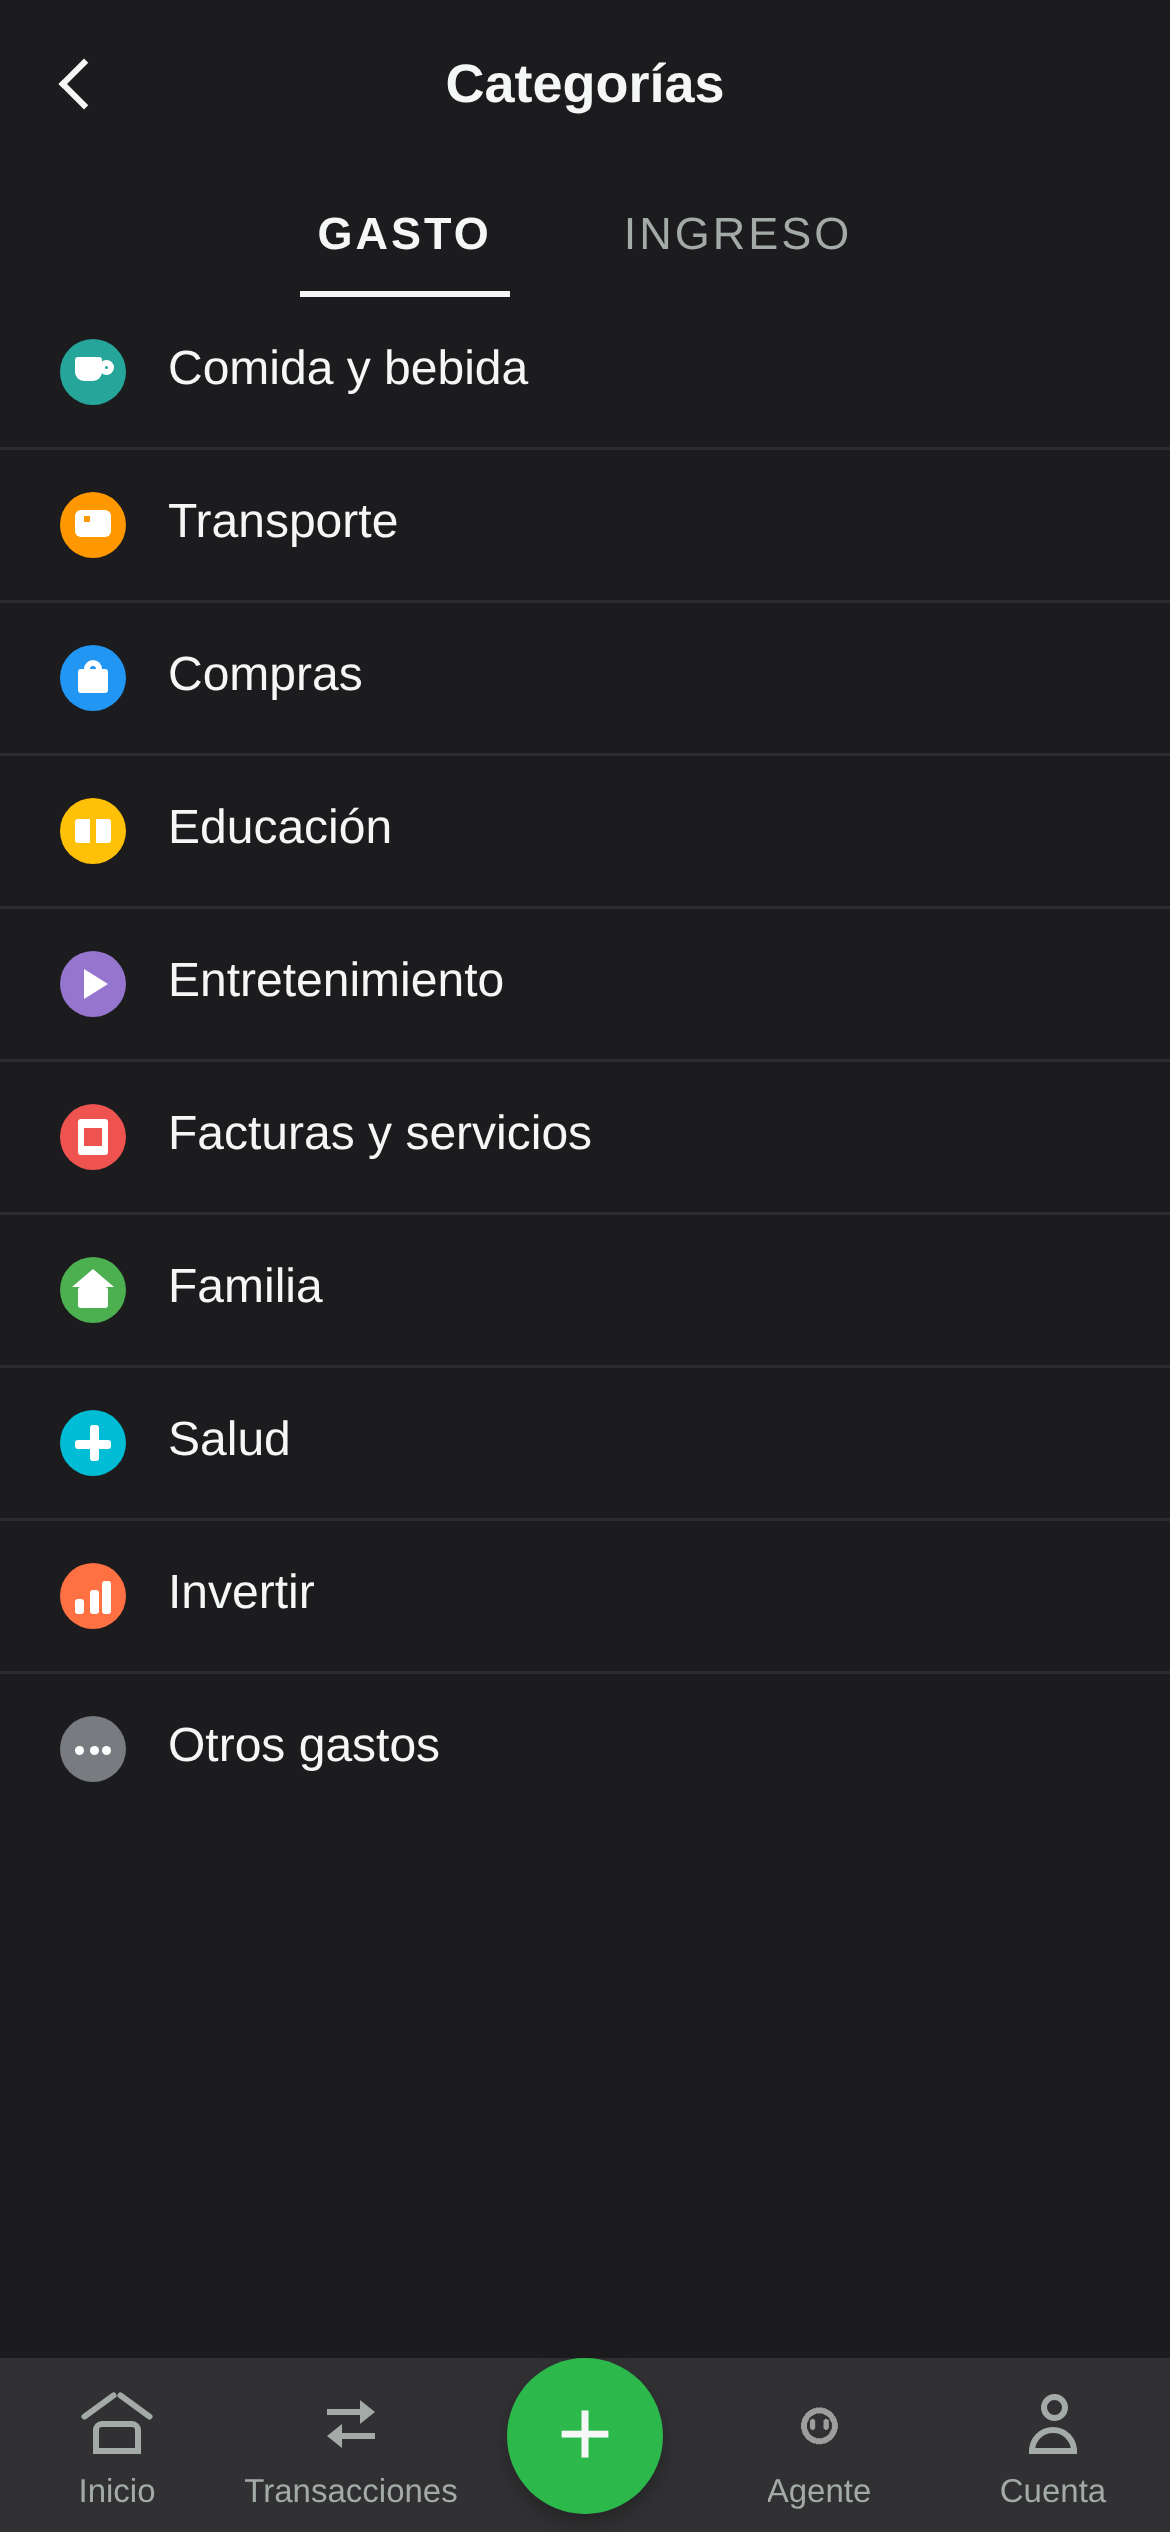 Categorías
GASTO INGRESO
Comida y bebida
Transporte
Compras
Educación
Entretenimiento
Facturas y servicios
Familia
Salud
Invertir
Otros gastos
Inicio Transacciones Agente Cuenta